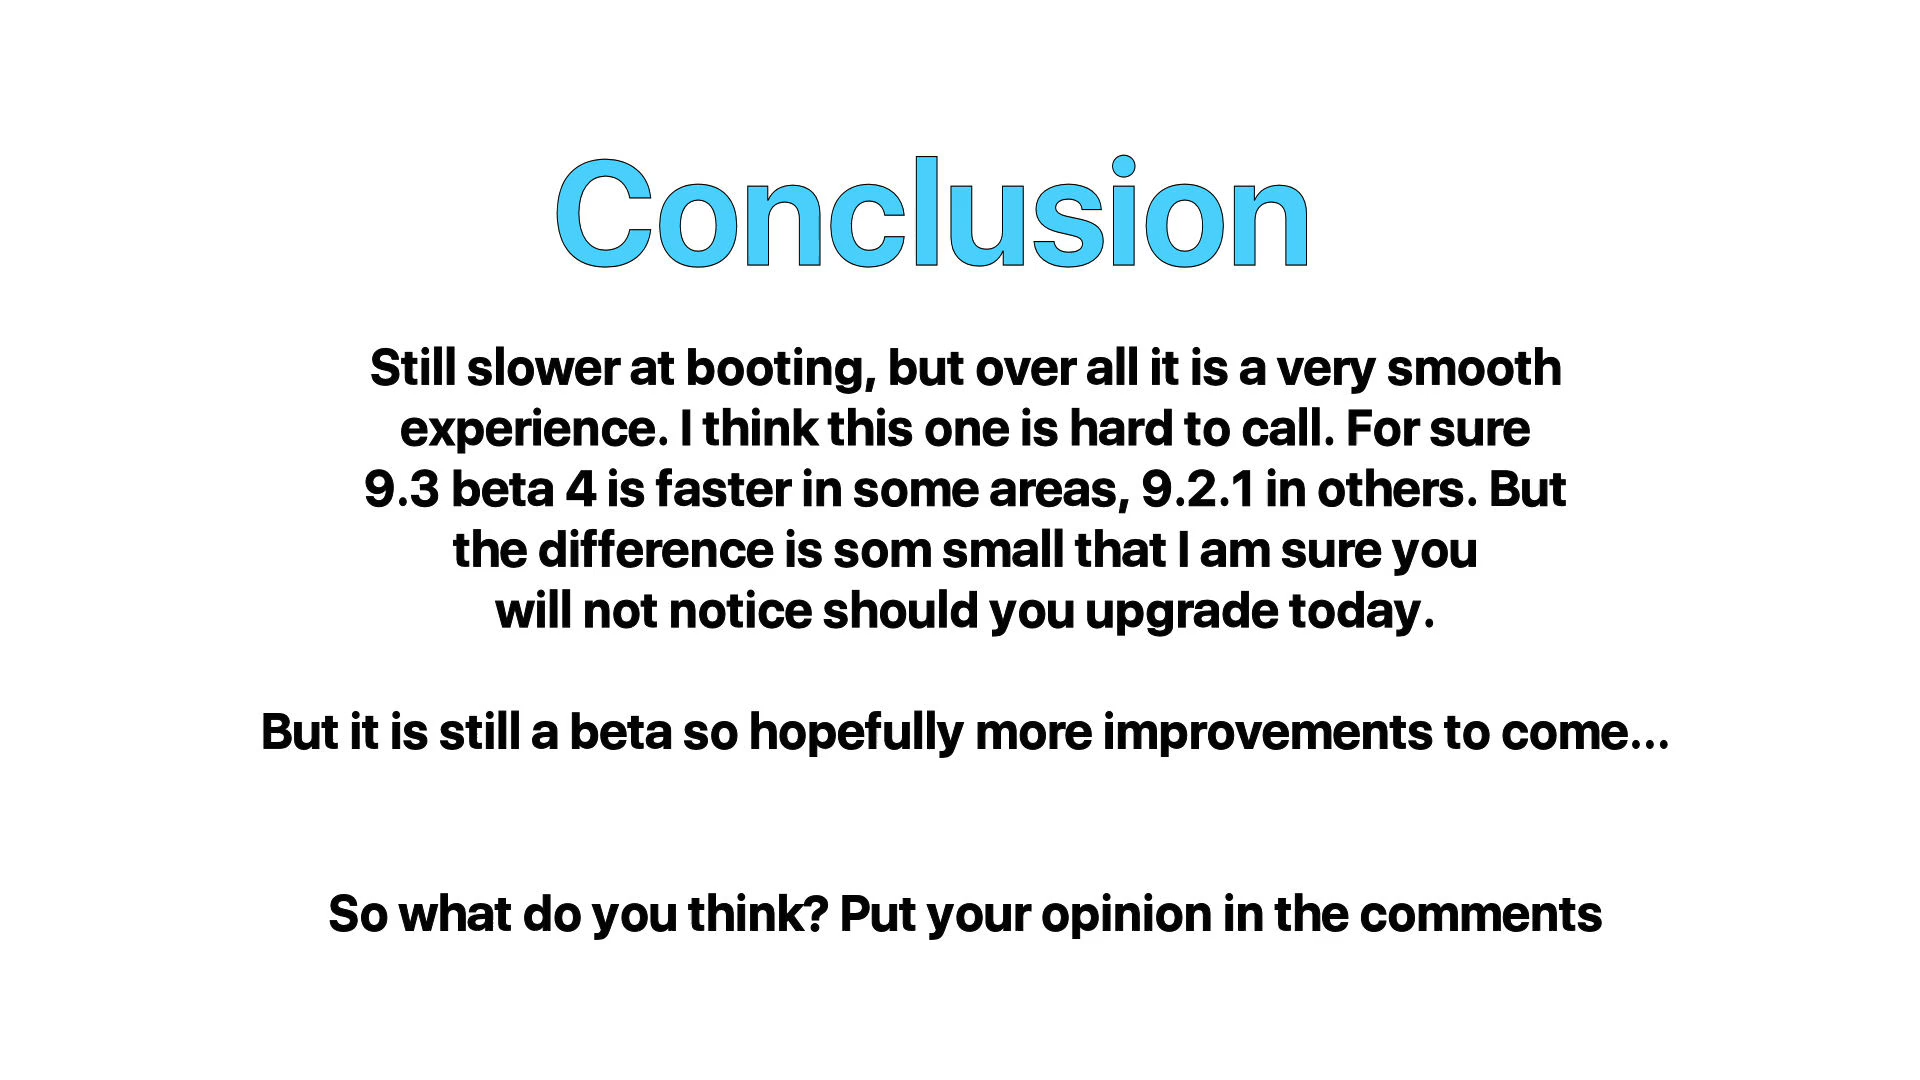 Conclusion
Still slower at booting, but over all it is a very smooth
experience. I think this one is hard to call. For sure
9.3 beta 4 is faster in some areas, 9.2.1 in others. But
the difference is som small that I am sure you
will not notice should you upgrade today.
But it is still a beta so hopefully more improvements to come...
So what do you think? Put your opinion in the comments